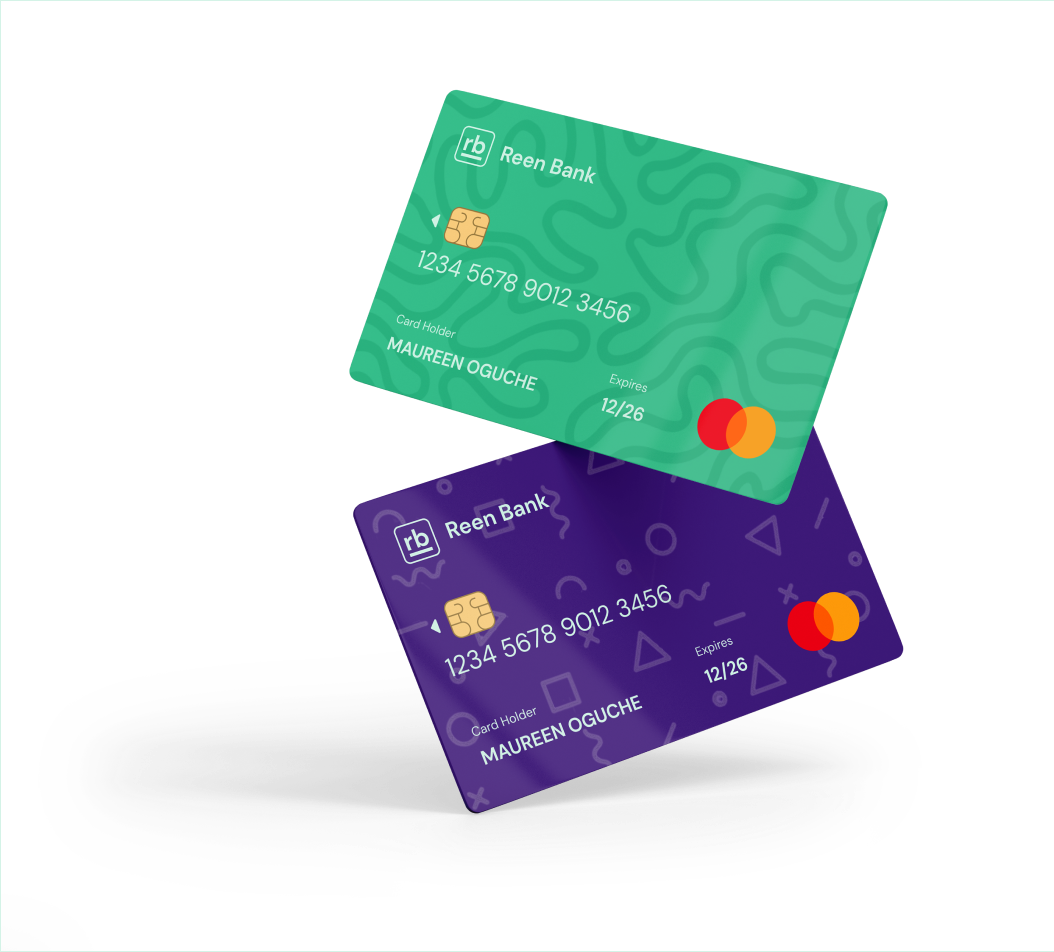 rb Reen Bank
1234 5678 9012 3456
Card Holder
MAUREEN OGUCHE
Expires
12/26
rb Reen Bank
1234 5678 9012 3456
Card Holder
MAUREEN OGUCHE
Expires
12/26